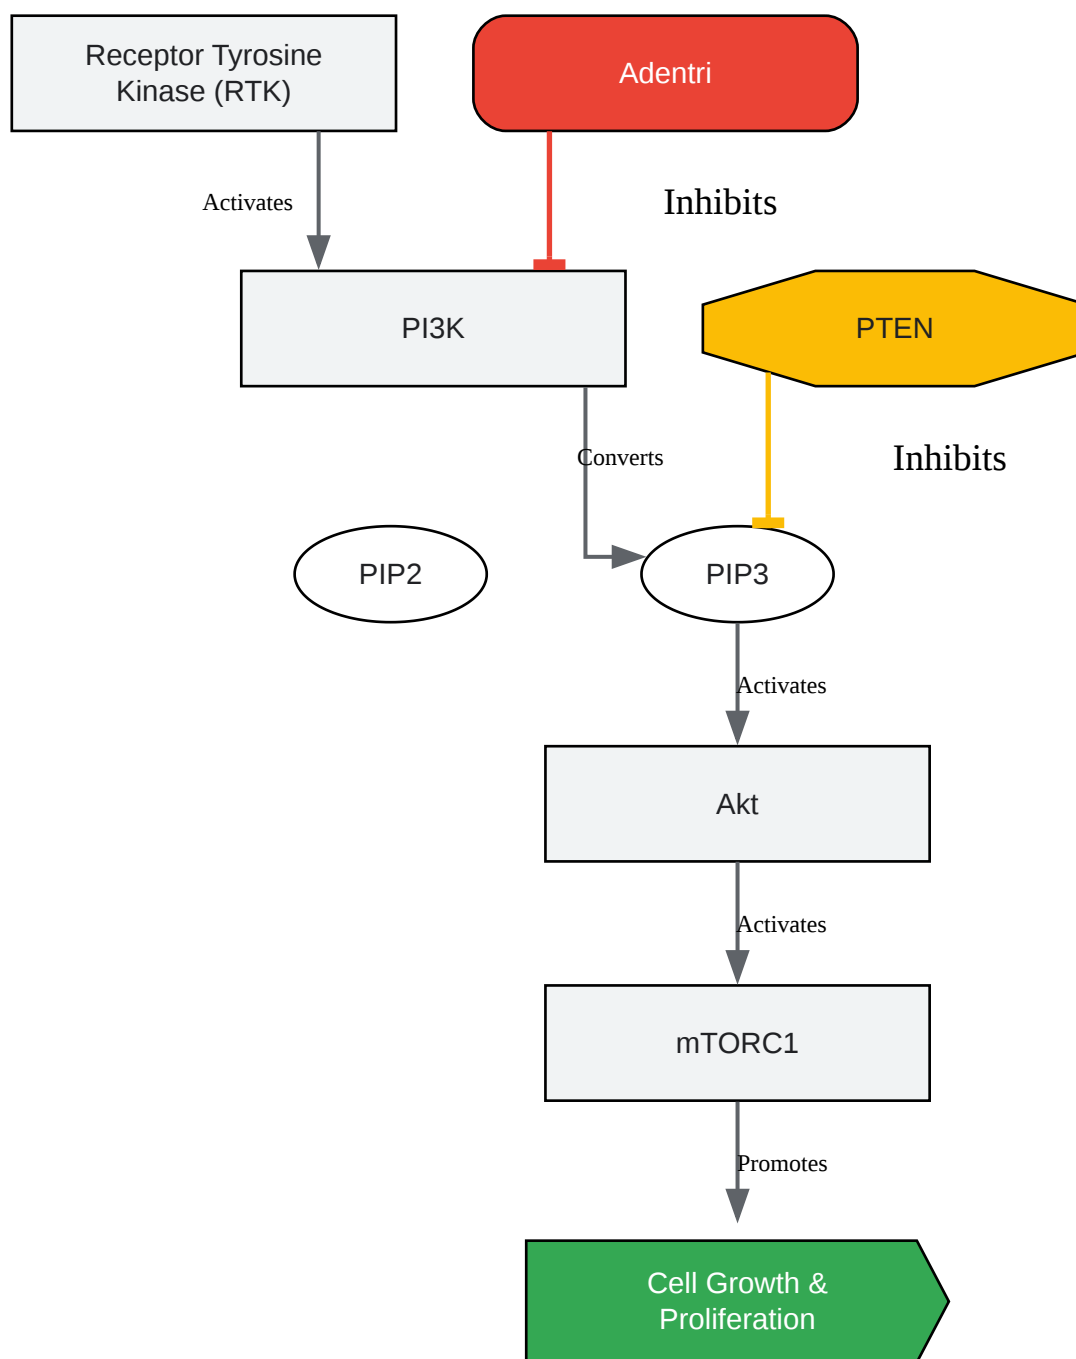 Receptor Tyrosine
Kinase (RTK)
Adentri
Activates
Inhibits
PI3K
PTEN
Converts
Inhibits
PIP2
PIP3
Activates
Akt
Activates
mTORC1
Promotes
Cell Growth &
Proliferation